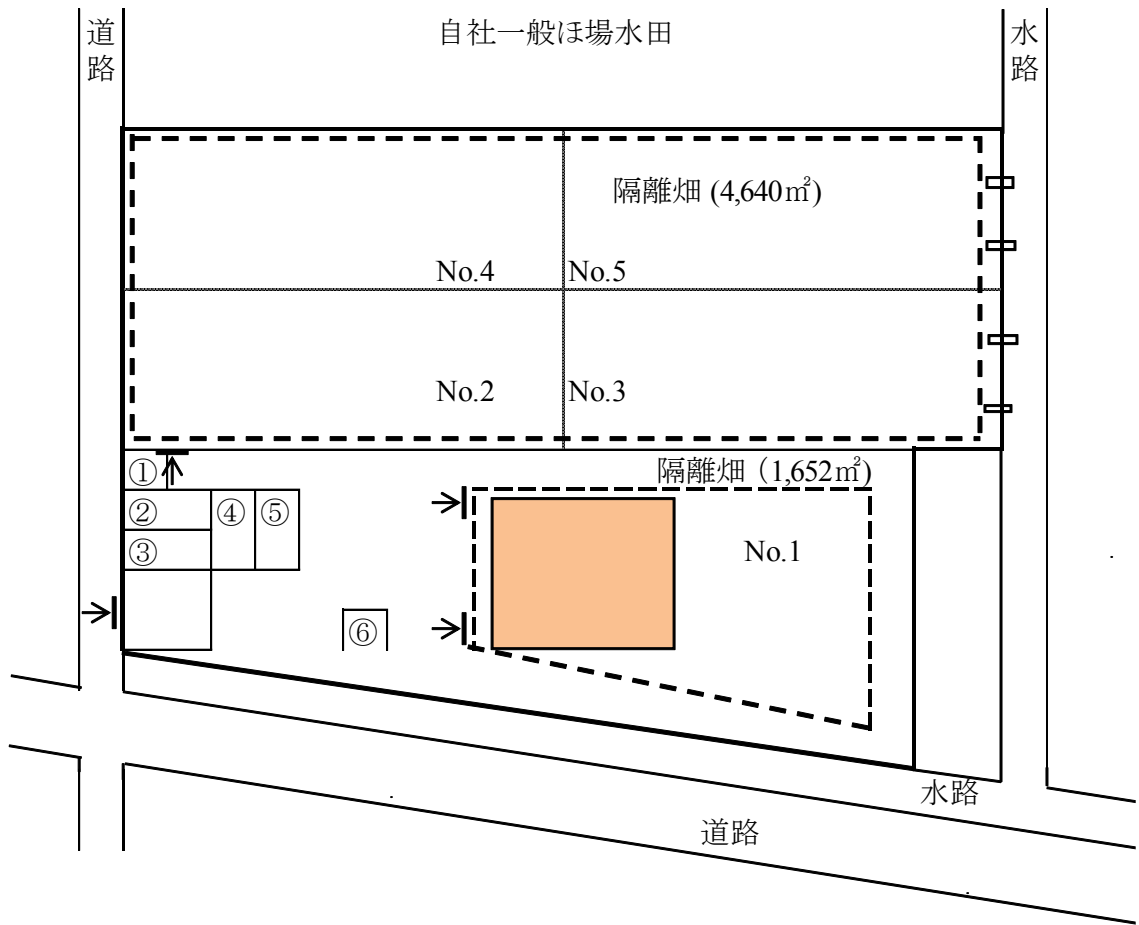 道路
自社一般ほ場水田
水路
隔離畑 (4,640㎡)
No.4
No.5
No.2
No.3
①
隔離畑（1,652㎡）
②
④
⑤
③
No.1
⑥
水路
道路